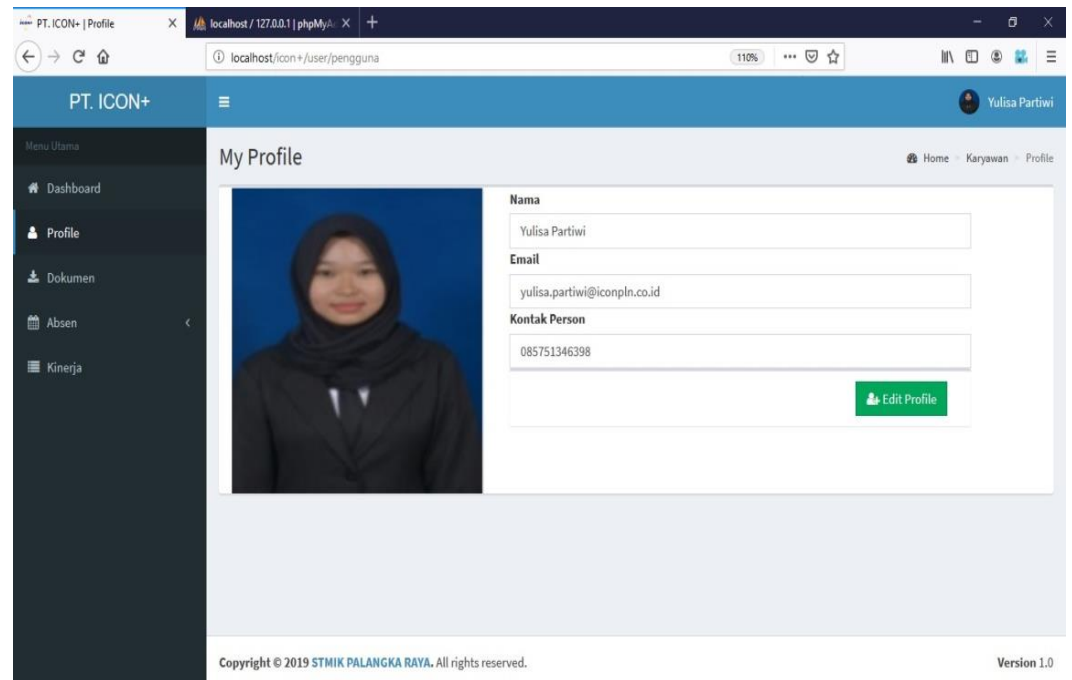 PT. ICON+ | Profile
localhost / 127.0.0.1 | phpMyA
localhost/icon+/user/pengguna
110%
PT. ICON+
Yulisa Partiwi
Menu Utama
My Profile
Home > Karyawan > Profile
Dashboard
Profile
Dokumen
Absen
Kinerja
Nama
Yulisa Partiwi
Email
yulisa.partiwi@iconpln.co.id
Kontak Person
085751346398
Edit Profile
Copyright © 2019 STMIK PALANGKA RAYA. All rights reserved.
Version 1.0